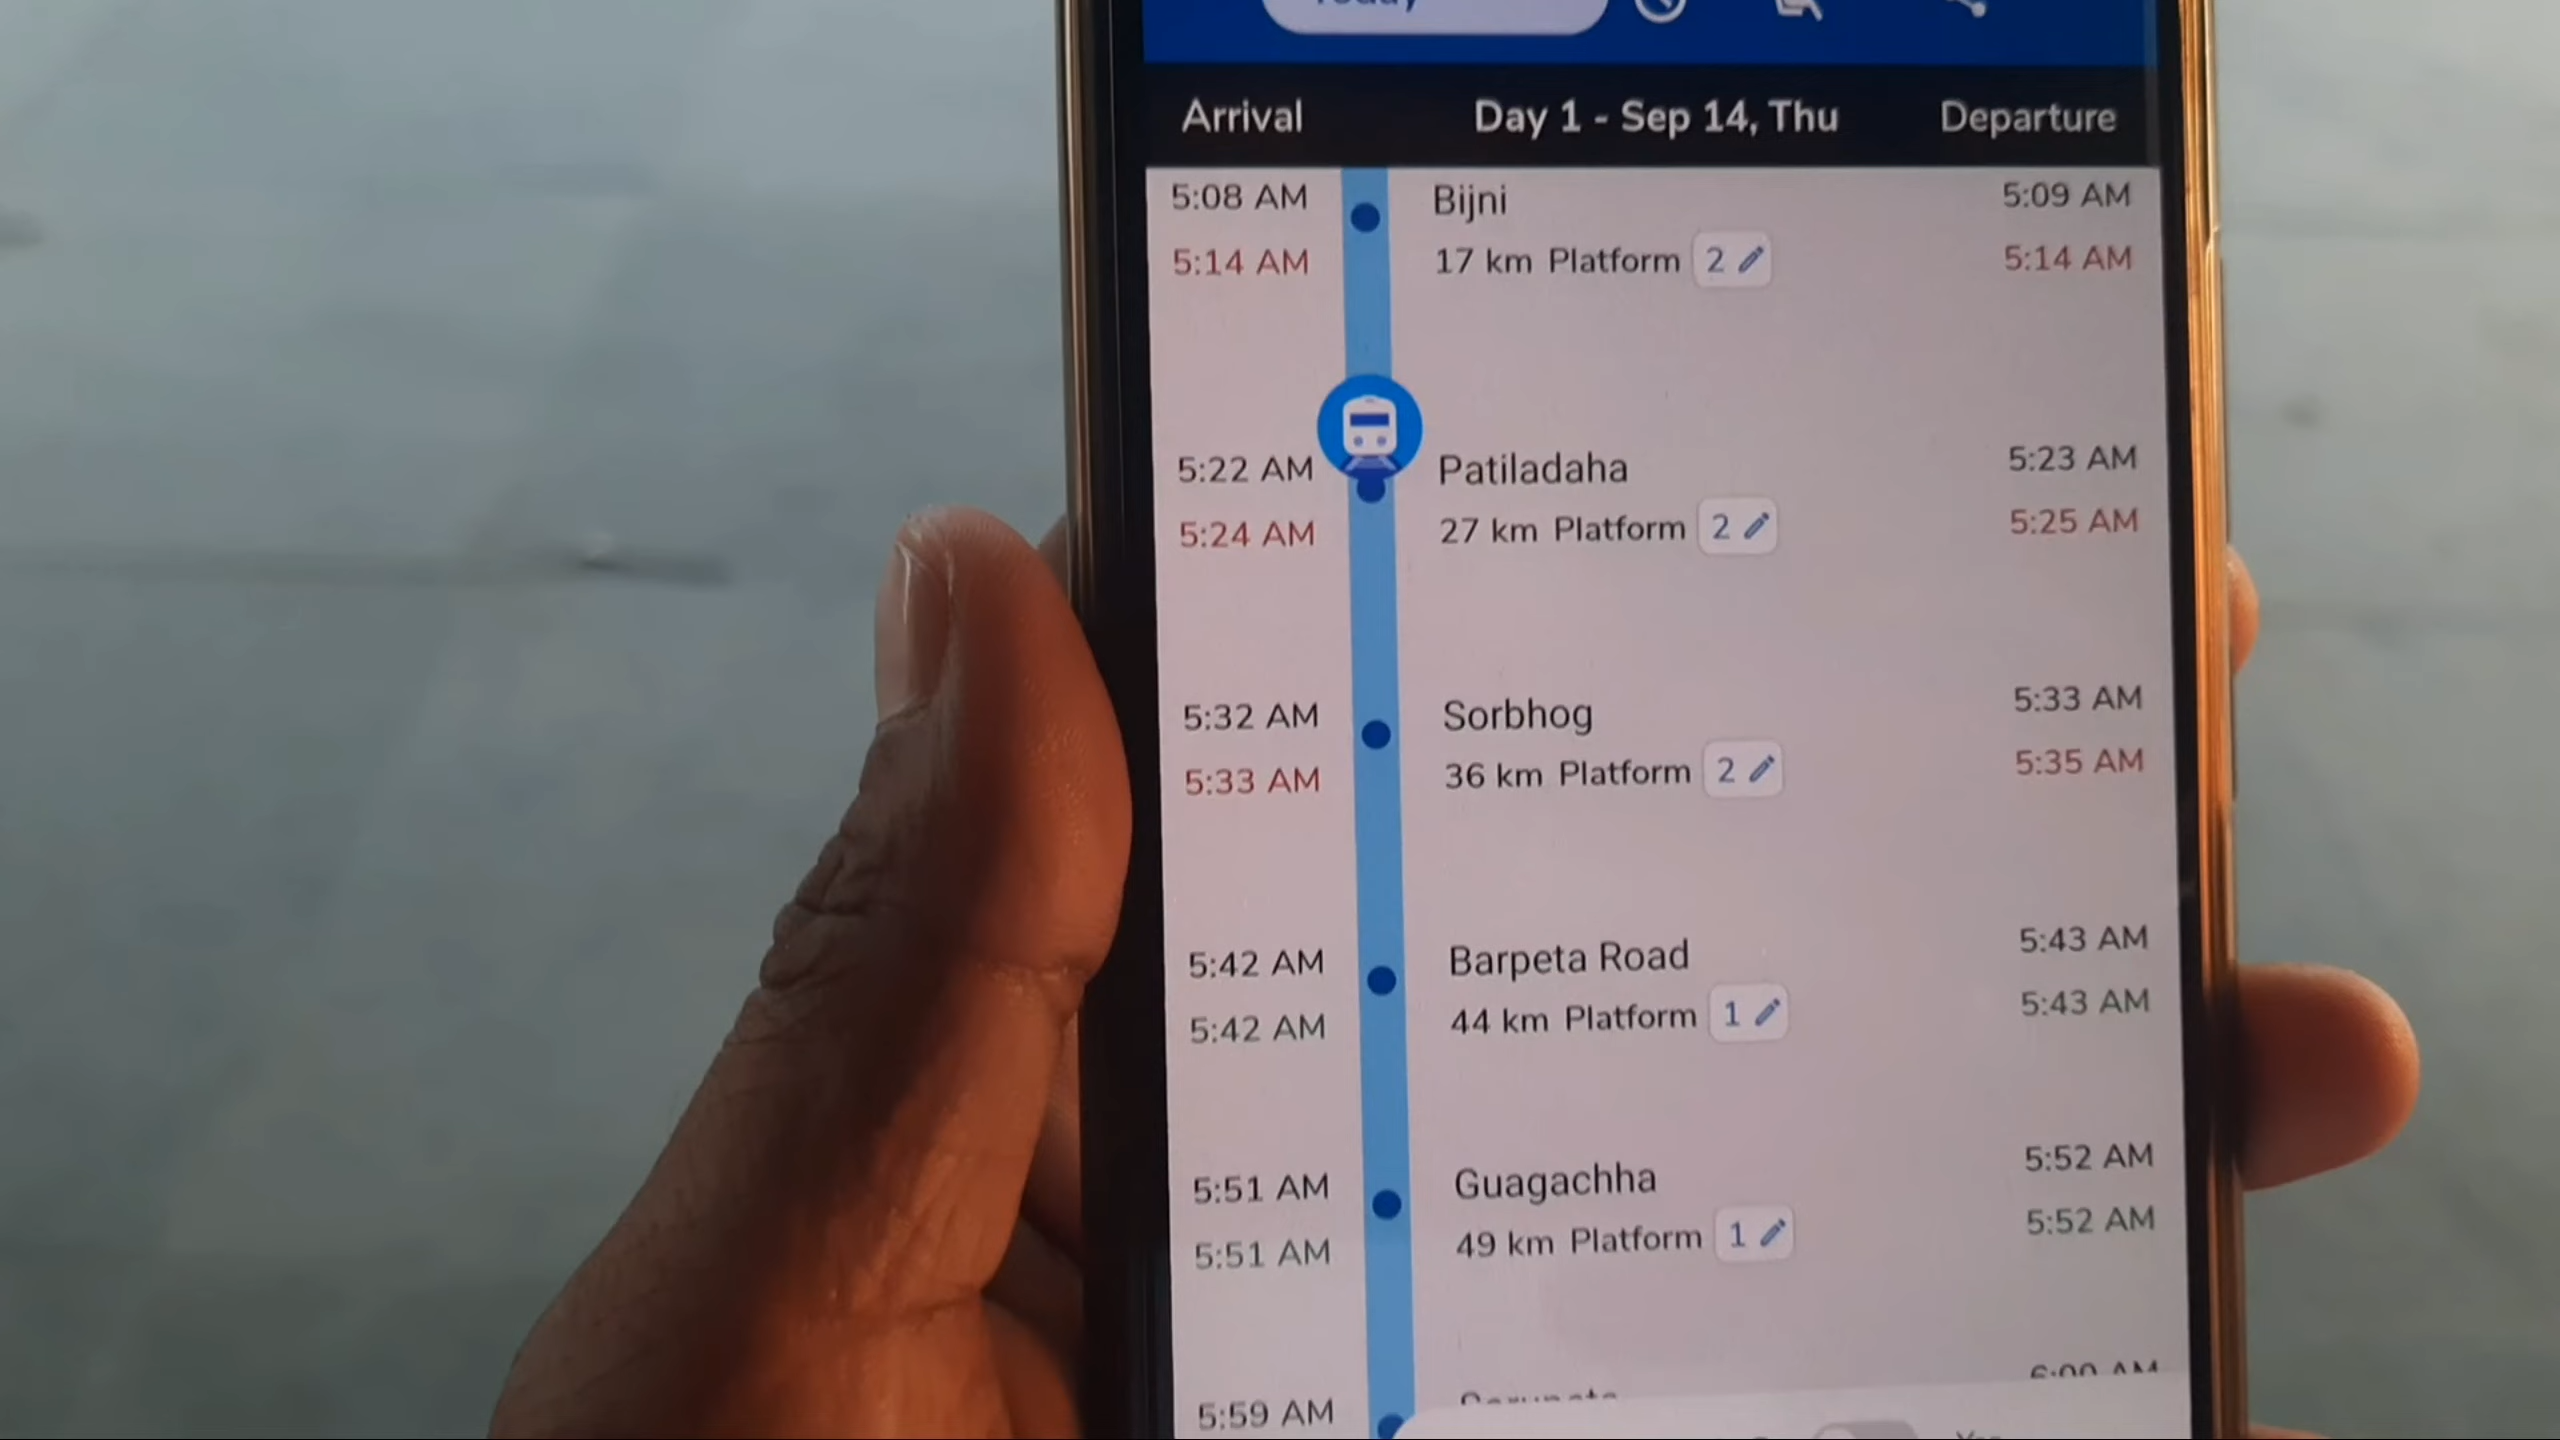 Today
Arrival Day 1 - Sep 14, Thu Departure
5:08 AM Bijni 5:09 AM
5:14 AM 17 km Platform 2 5:14 AM
5:22 AM Patiladaha 5:23 AM
5:24 AM 27 km Platform 2 5:25 AM
5:32 AM Sorbhog 5:33 AM
5:33 AM 36 km Platform 2 5:35 AM
5:42 AM Barpeta Road 5:43 AM
5:42 AM 44 km Platform 1 5:43 AM
5:51 AM Guagachha 5:52 AM
5:51 AM 49 km Platform 1 5:52 AM
5:59 AM 6:00 AM